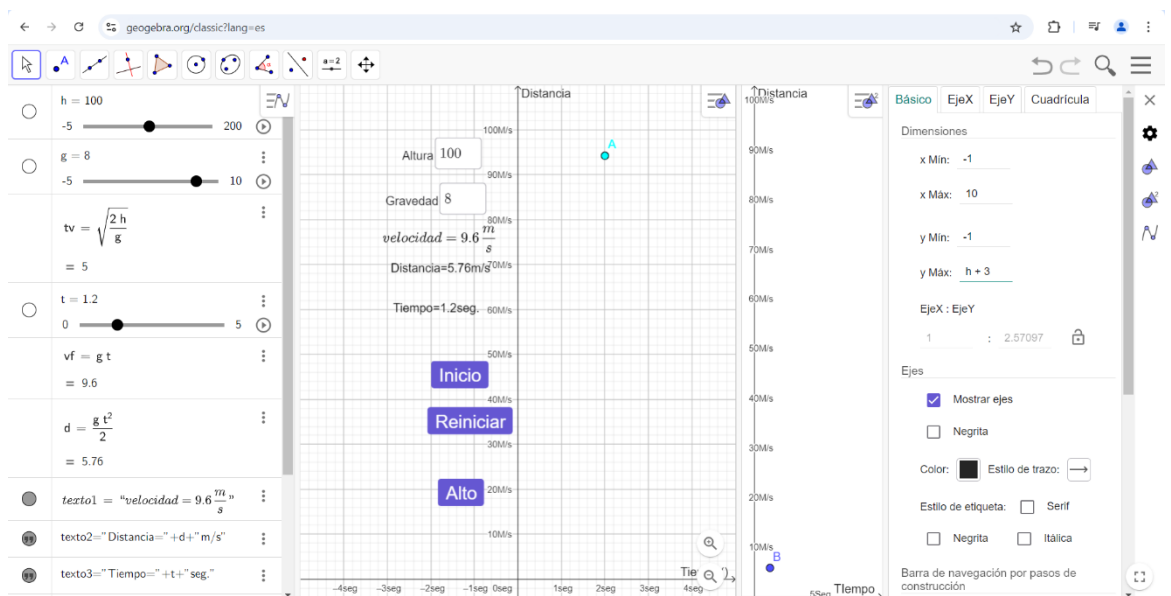 geogebra.org/classic?lang=es
A
a=2
h = 100
-5 200
g = 8
-5 10
tv = √(2 h / g)
= 5
t = 1.2
0 5
vf = g t
= 9.6
d = g t² / 2
= 5.76
texto1 = “velocidad = 9.6 m/s”
texto2="Distancia="+d+"m/s"
texto3="Tiempo="+t+"seg."
Distancia
100M/s
90M/s
80M/s
70M/s
60M/s
50M/s
40M/s
30M/s
20M/s
10M/s
A
Altura 100
Gravedad 8
velocidad = 9.6 m/s
Distancia=5.76m/s
Tiempo=1.2seg.
Inicio
Reiniciar
Alto
-4seg -3seg -2seg -1seg 0seg 1seg 2seg 3seg 4seg
Distancia
100M/s
90M/s
80M/s
70M/s
60M/s
50M/s
40M/s
30M/s
20M/s
10M/s
B
5Seg TIempo
2
Básico EjeX EjeY Cuadrícula
Dimensiones
x Mín: -1
x Máx: 10
y Mín: -1
y Máx: h + 3
EjeX : EjeY
1 : 2.57097
Ejes
Mostrar ejes
Negrita
Color: Estilo de trazo:
Estilo de etiqueta: Serif
Negrita Itálica
Barra de navegación por pasos de
construcción
2